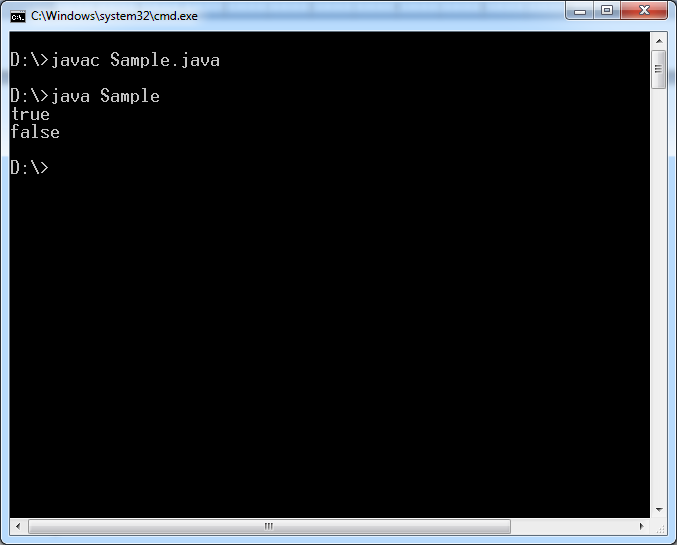 C:\Windows\system32\cmd.exe
D:\>javac Sample.java
D:\>java Sample
true
false
D:\>